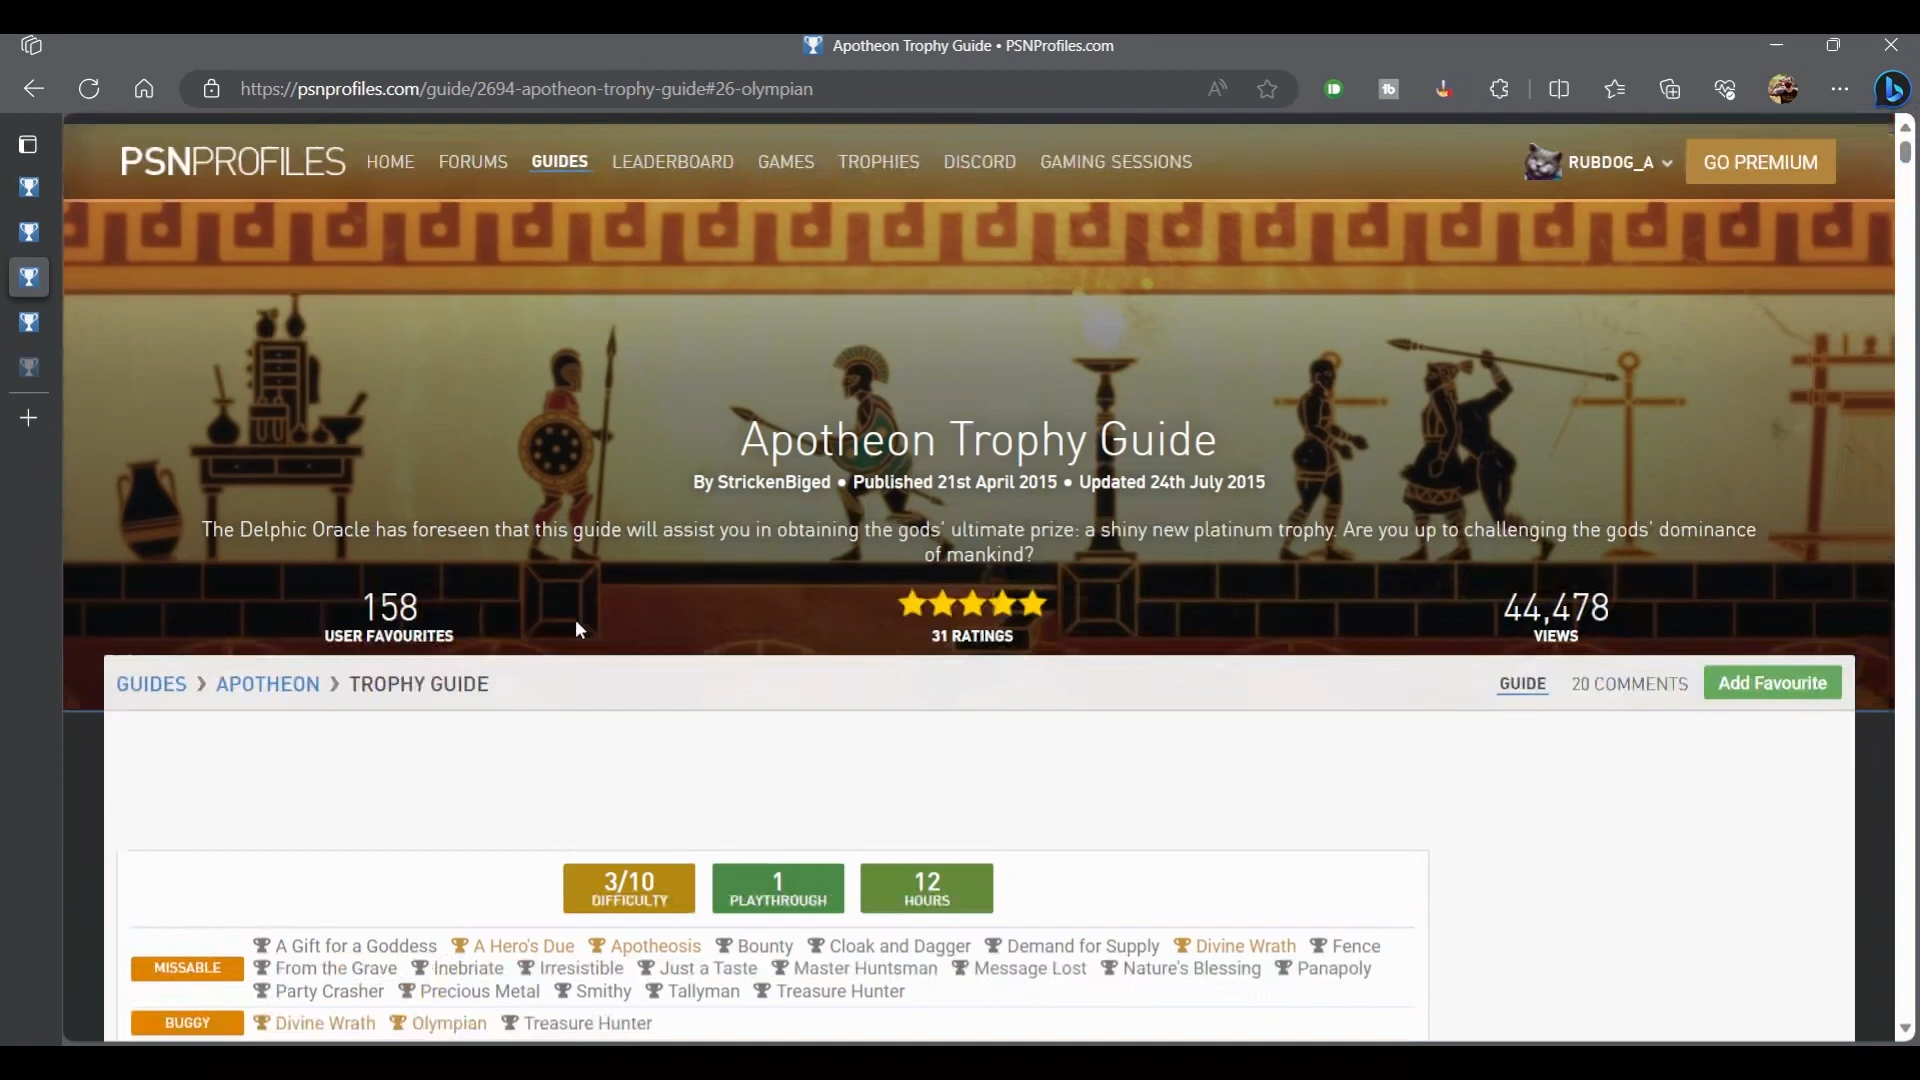 Apotheon Trophy Guide • PSNProfiles.com
https://psnprofiles.com/guide/2694-apotheon-trophy-guide#26-olympian
PSNPROFILES HOME FORUMS GUIDES LEADERBOARD GAMES TROPHIES DISCORD GAMING SESSIONS RUBDOG_A GO PREMIUM
Apotheon Trophy Guide
By StrickenBiged • Published 21st April 2015 • Updated 24th July 2015
The Delphic Oracle has foreseen that this guide will assist you in obtaining the gods' ultimate prize: a shiny new platinum trophy. Are you up to challenging the gods' dominance
of mankind?
158 44,478
USER FAVOURITES 31 RATINGS VIEWS
GUIDES > APOTHEON > TROPHY GUIDE GUIDE 20 COMMENTS Add Favourite
3/10 1 12
DIFFICULTY PLAYTHROUGH HOURS
A Gift for a Goddess A Hero's Due Apotheosis Bounty Cloak and Dagger Demand for Supply Divine Wrath Fence
MISSABLE From the Grave Inebriate Irresistible Just a Taste Master Huntsman Message Lost Nature's Blessing Panapoly
Party Crasher Precious Metal Smithy Tallyman Treasure Hunter
BUGGY Divine Wrath Olympian Treasure Hunter